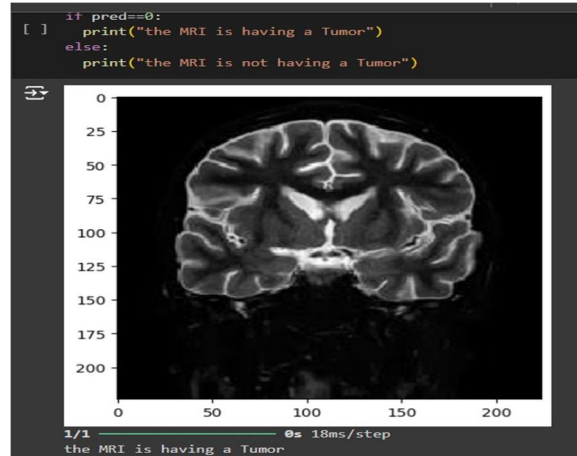 if pred==0:
[ ]
print("the MRI is having a Tumor")
else:
print("the MRI is not having a Tumor")
0
25
50
75
100
125
150
175
200
0 50 100 150 200
1/1 0s 18ms/step
the MRI is having a Tumor